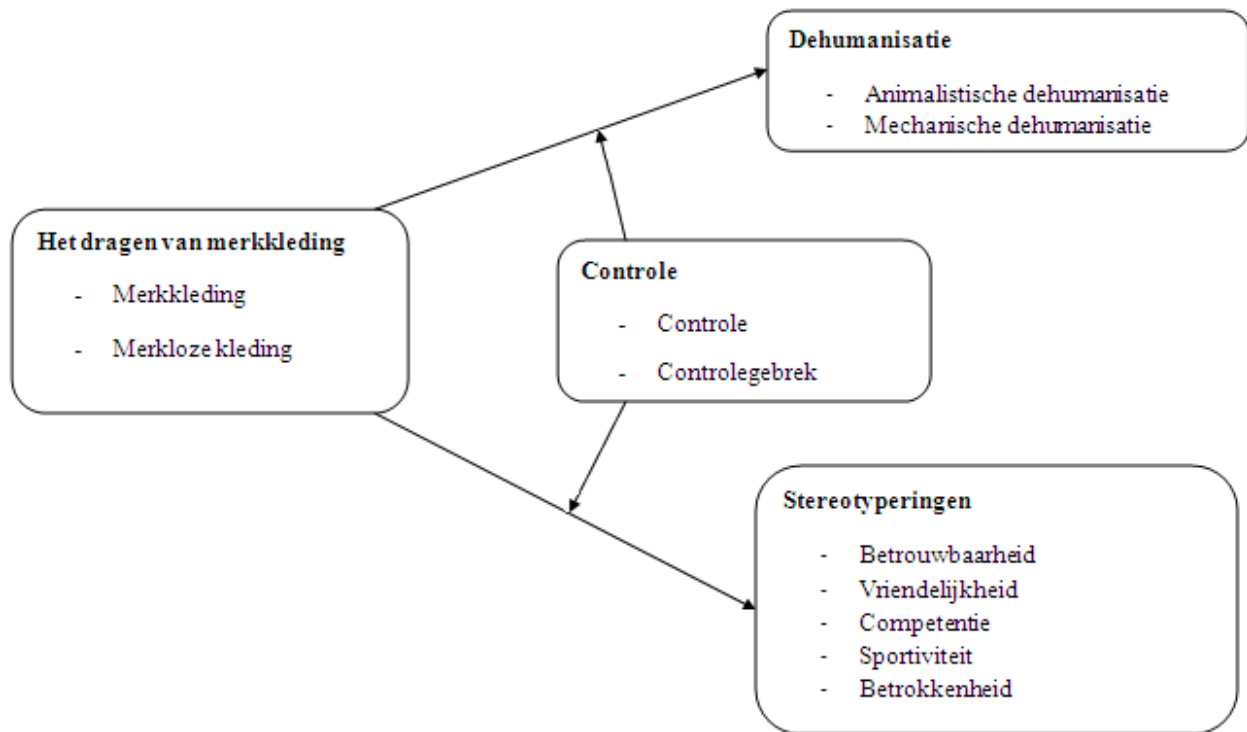 Dehumanisatie
- Animalistische dehumanisatie
- Mechanische dehumanisatie
Het dragen van merkkleding
- Merkkleding
- Merkloze kleding
Controle
- Controle
- Controlegebrek
Stereotyperingen
- Betrouwbaarheid
- Vriendelijkheid
- Competentie
- Sportiviteit
- Betrokkenheid